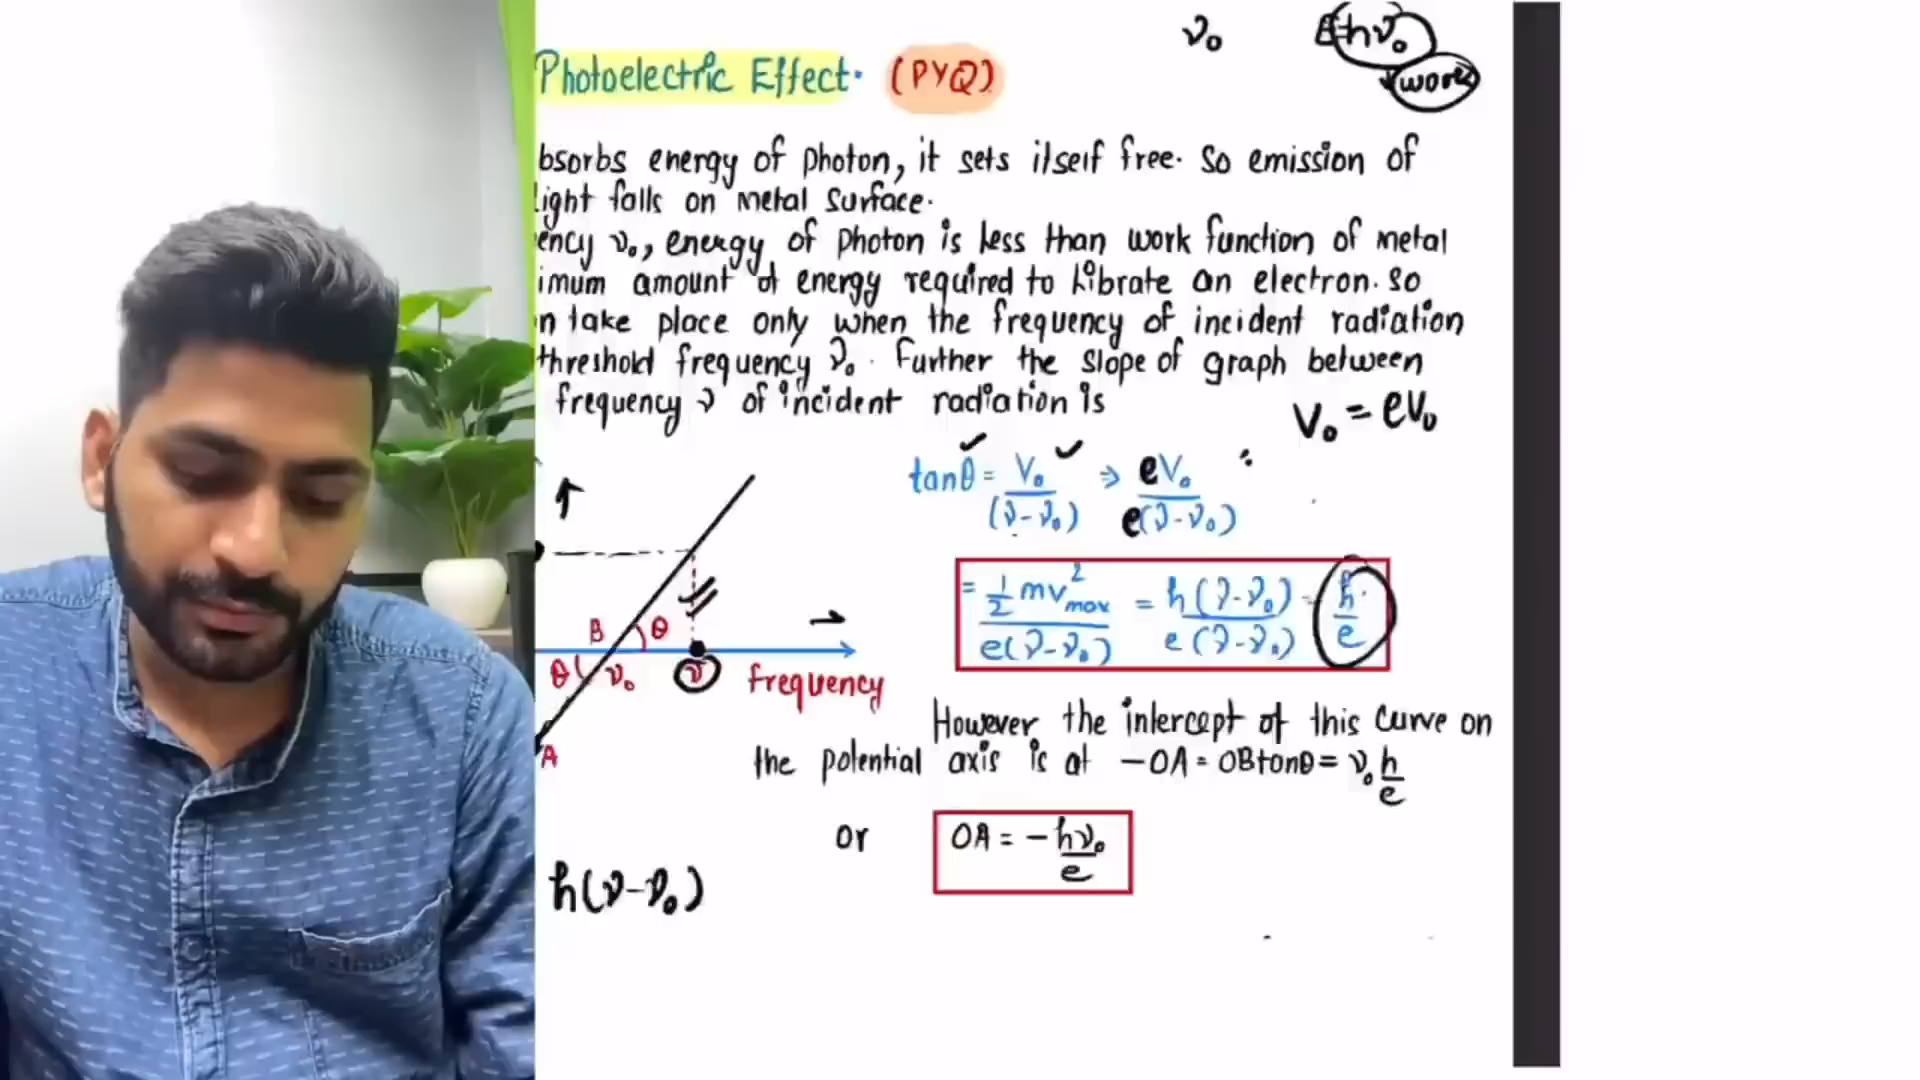 ν₀ Ehν₀
work
Photoelectric Effect. (PYQ)
bsorbs energy of photon, it sets itself free. So emission of
Light falls on metal surface.
ency ν₀, energy of photon is less than work function of metal
imum amount of energy required to librate an electron. so
n take place only when the frequency of incident radiation
threshold frequency ν₀. Further the slope of graph between
frequency ν of incident radiation is
V₀ = eV₀
tanθ = V₀/(ν-ν₀) ⇒ eV₀/e(ν-ν₀)
= ½mv²max/e(ν-ν₀) = h(ν-ν₀)/e(ν-ν₀) = h/e
B θ
θ ν₀ ν frequency
A
However the intercept of this curve on
the potential axis is at -OA = OBtanθ = ν₀h/e
or OA = -hν₀/e
h(ν-ν₀)